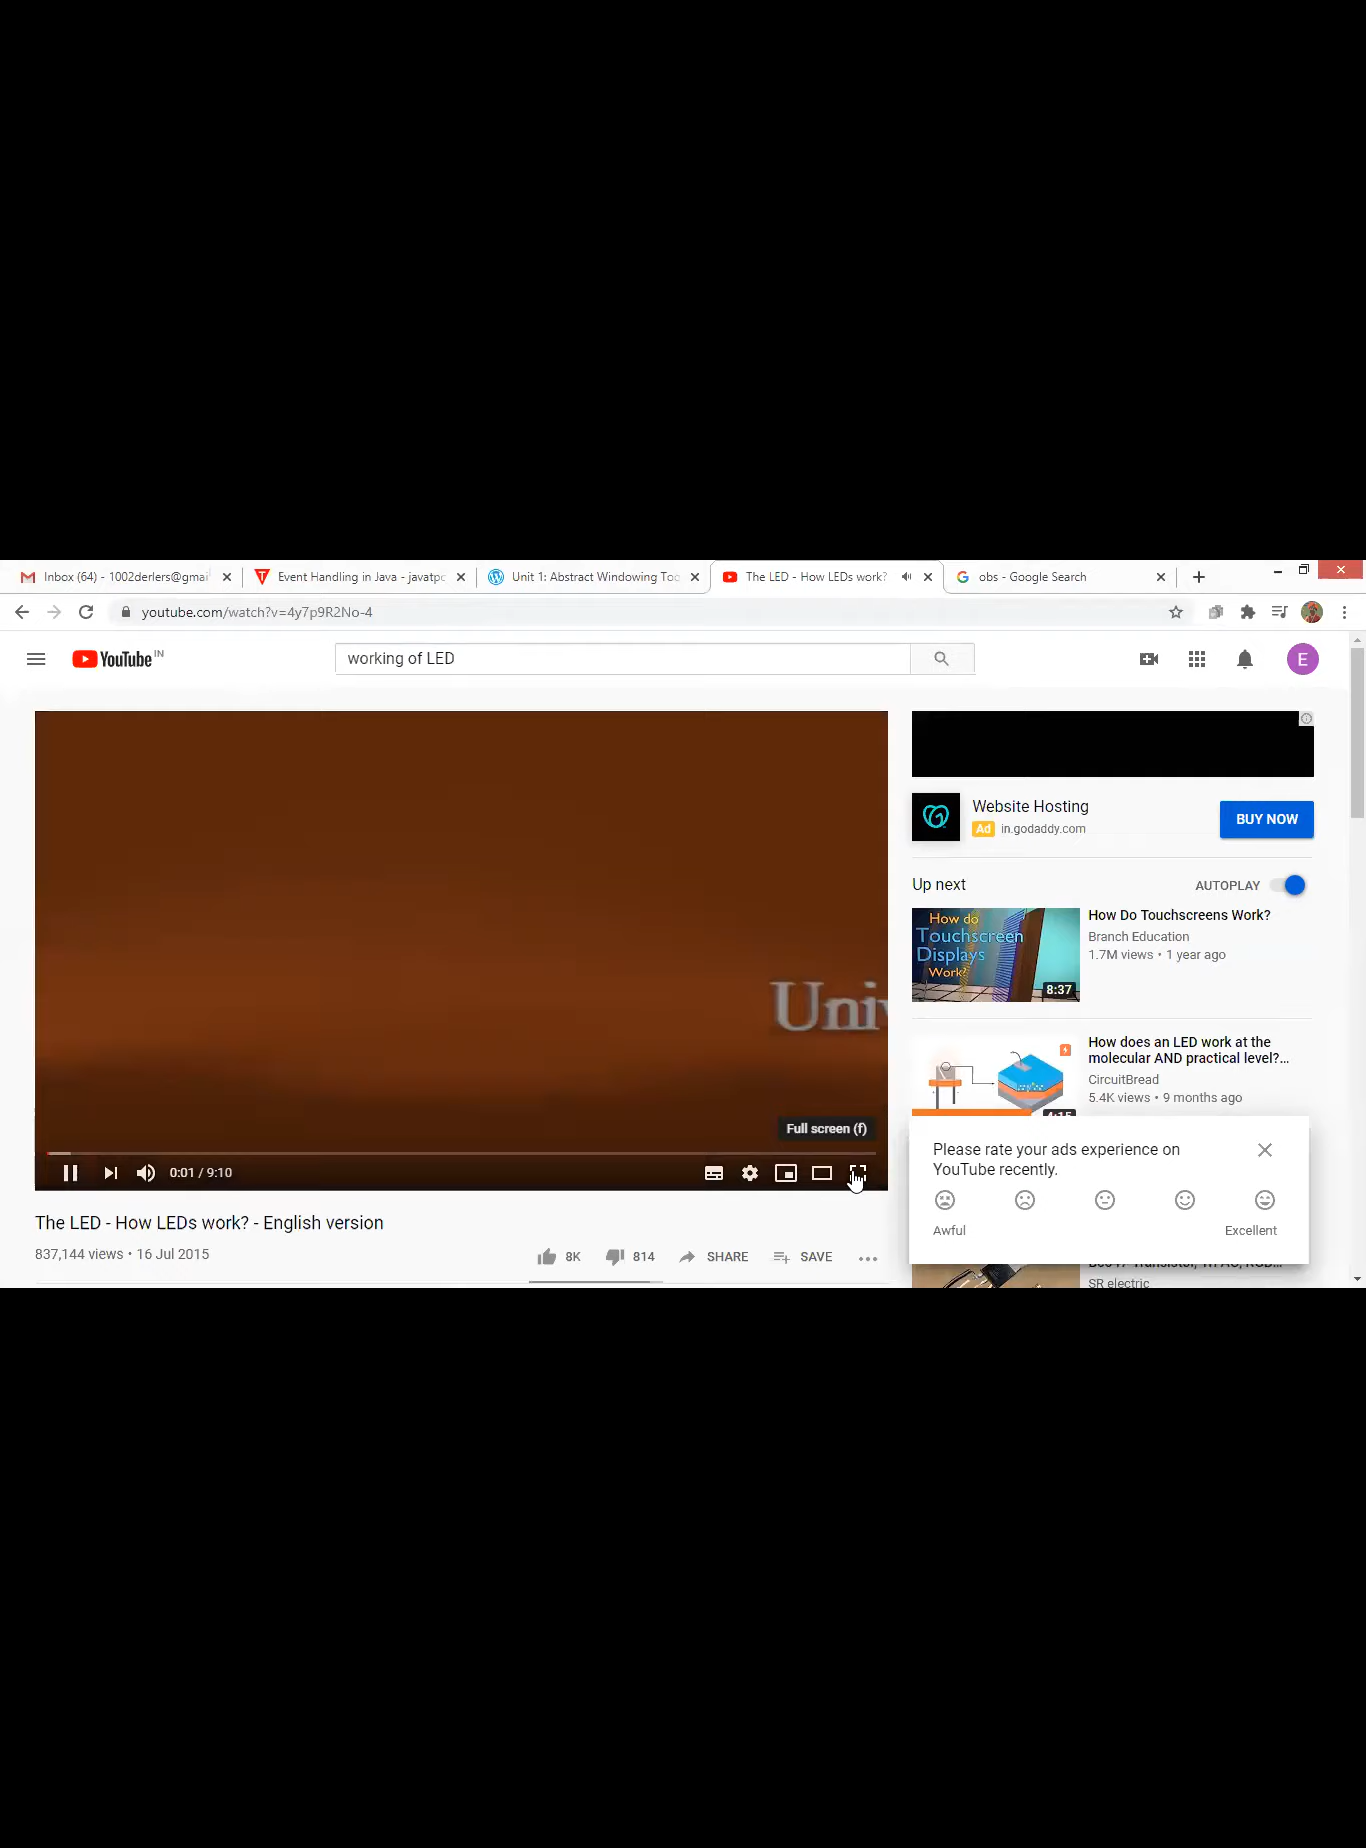 Inbox (64) - 1002derlers@gmai
Event Handling in Java - javatpc
Unit 1: Abstract Windowing Too
The LED - How LEDs work?
obs - Google Search
youtube.com/watch?v=4y7p9R2No-4
YouTube IN
working of LED
E
Univ
Full screen (f)
0:01 / 9:10
The LED - How LEDs work? - English version
837,144 views • 16 Jul 2015
8K
814
SHARE
SAVE
Website Hosting
Ad in.godaddy.com
BUY NOW
Up next
AUTOPLAY
How do
Touchscreen
Displays
Work?
8:37
How Do Touchscreens Work?
Branch Education
1.7M views • 1 year ago
4:15
How does an LED work at the
molecular AND practical level?...
CircuitBread
5.4K views • 9 months ago
Please rate your ads experience on
YouTube recently.
Awful
Excellent
SR electric